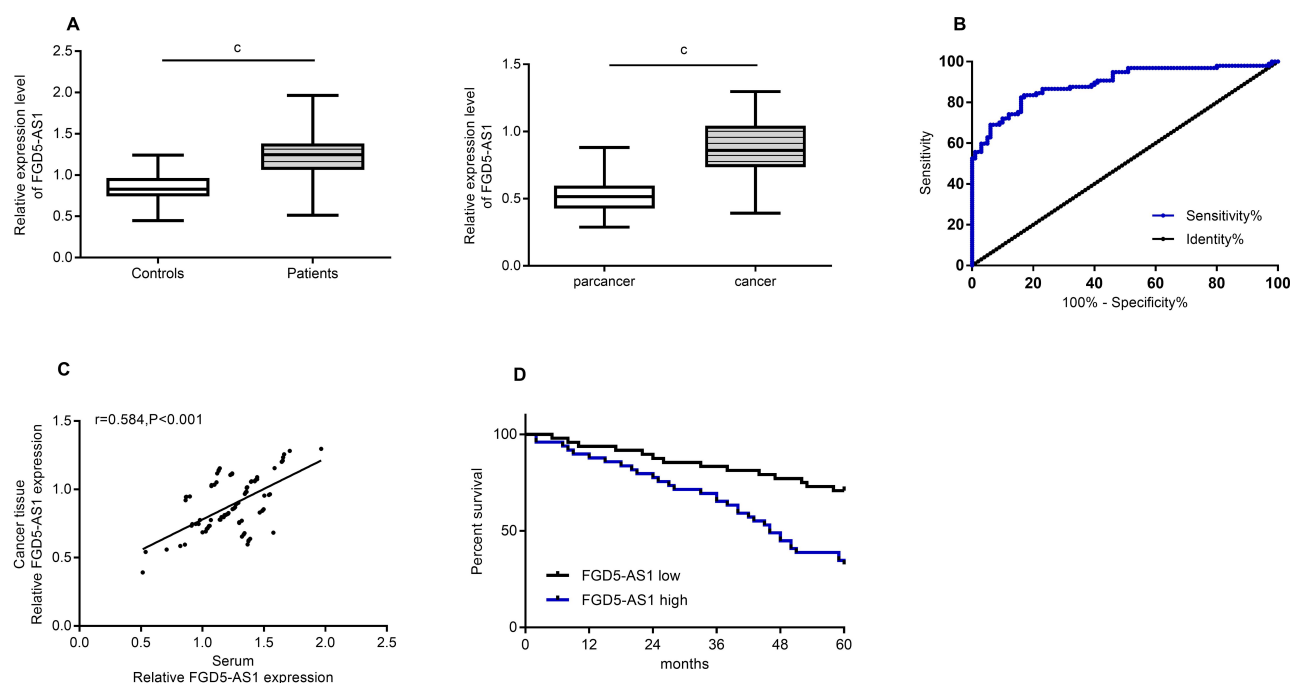 A
Relative expression level
of FGD5-AS1
2.5
2.0
1.5
1.0
0.5
0.0
c
Controls
Patients
Relative expression level
of FGD5-AS1
1.5
1.0
0.5
0.0
c
parcancer
cancer
B
Sensitivity
100
80
60
40
20
0
Sensitivity%
Identity%
0
20
40
60
80
100
100% - Specificity%
C
r=0.584,P<0.001
Cancer tissue
Relative FGD5-AS1 expression
1.5
1.0
0.5
0.0
0.0
0.5
1.0
1.5
2.0
2.5
Serum
Relative FGD5-AS1 expression
D
Percent survival
100
50
0
FGD5-AS1 low
FGD5-AS1 high
0
12
24
36
48
60
months